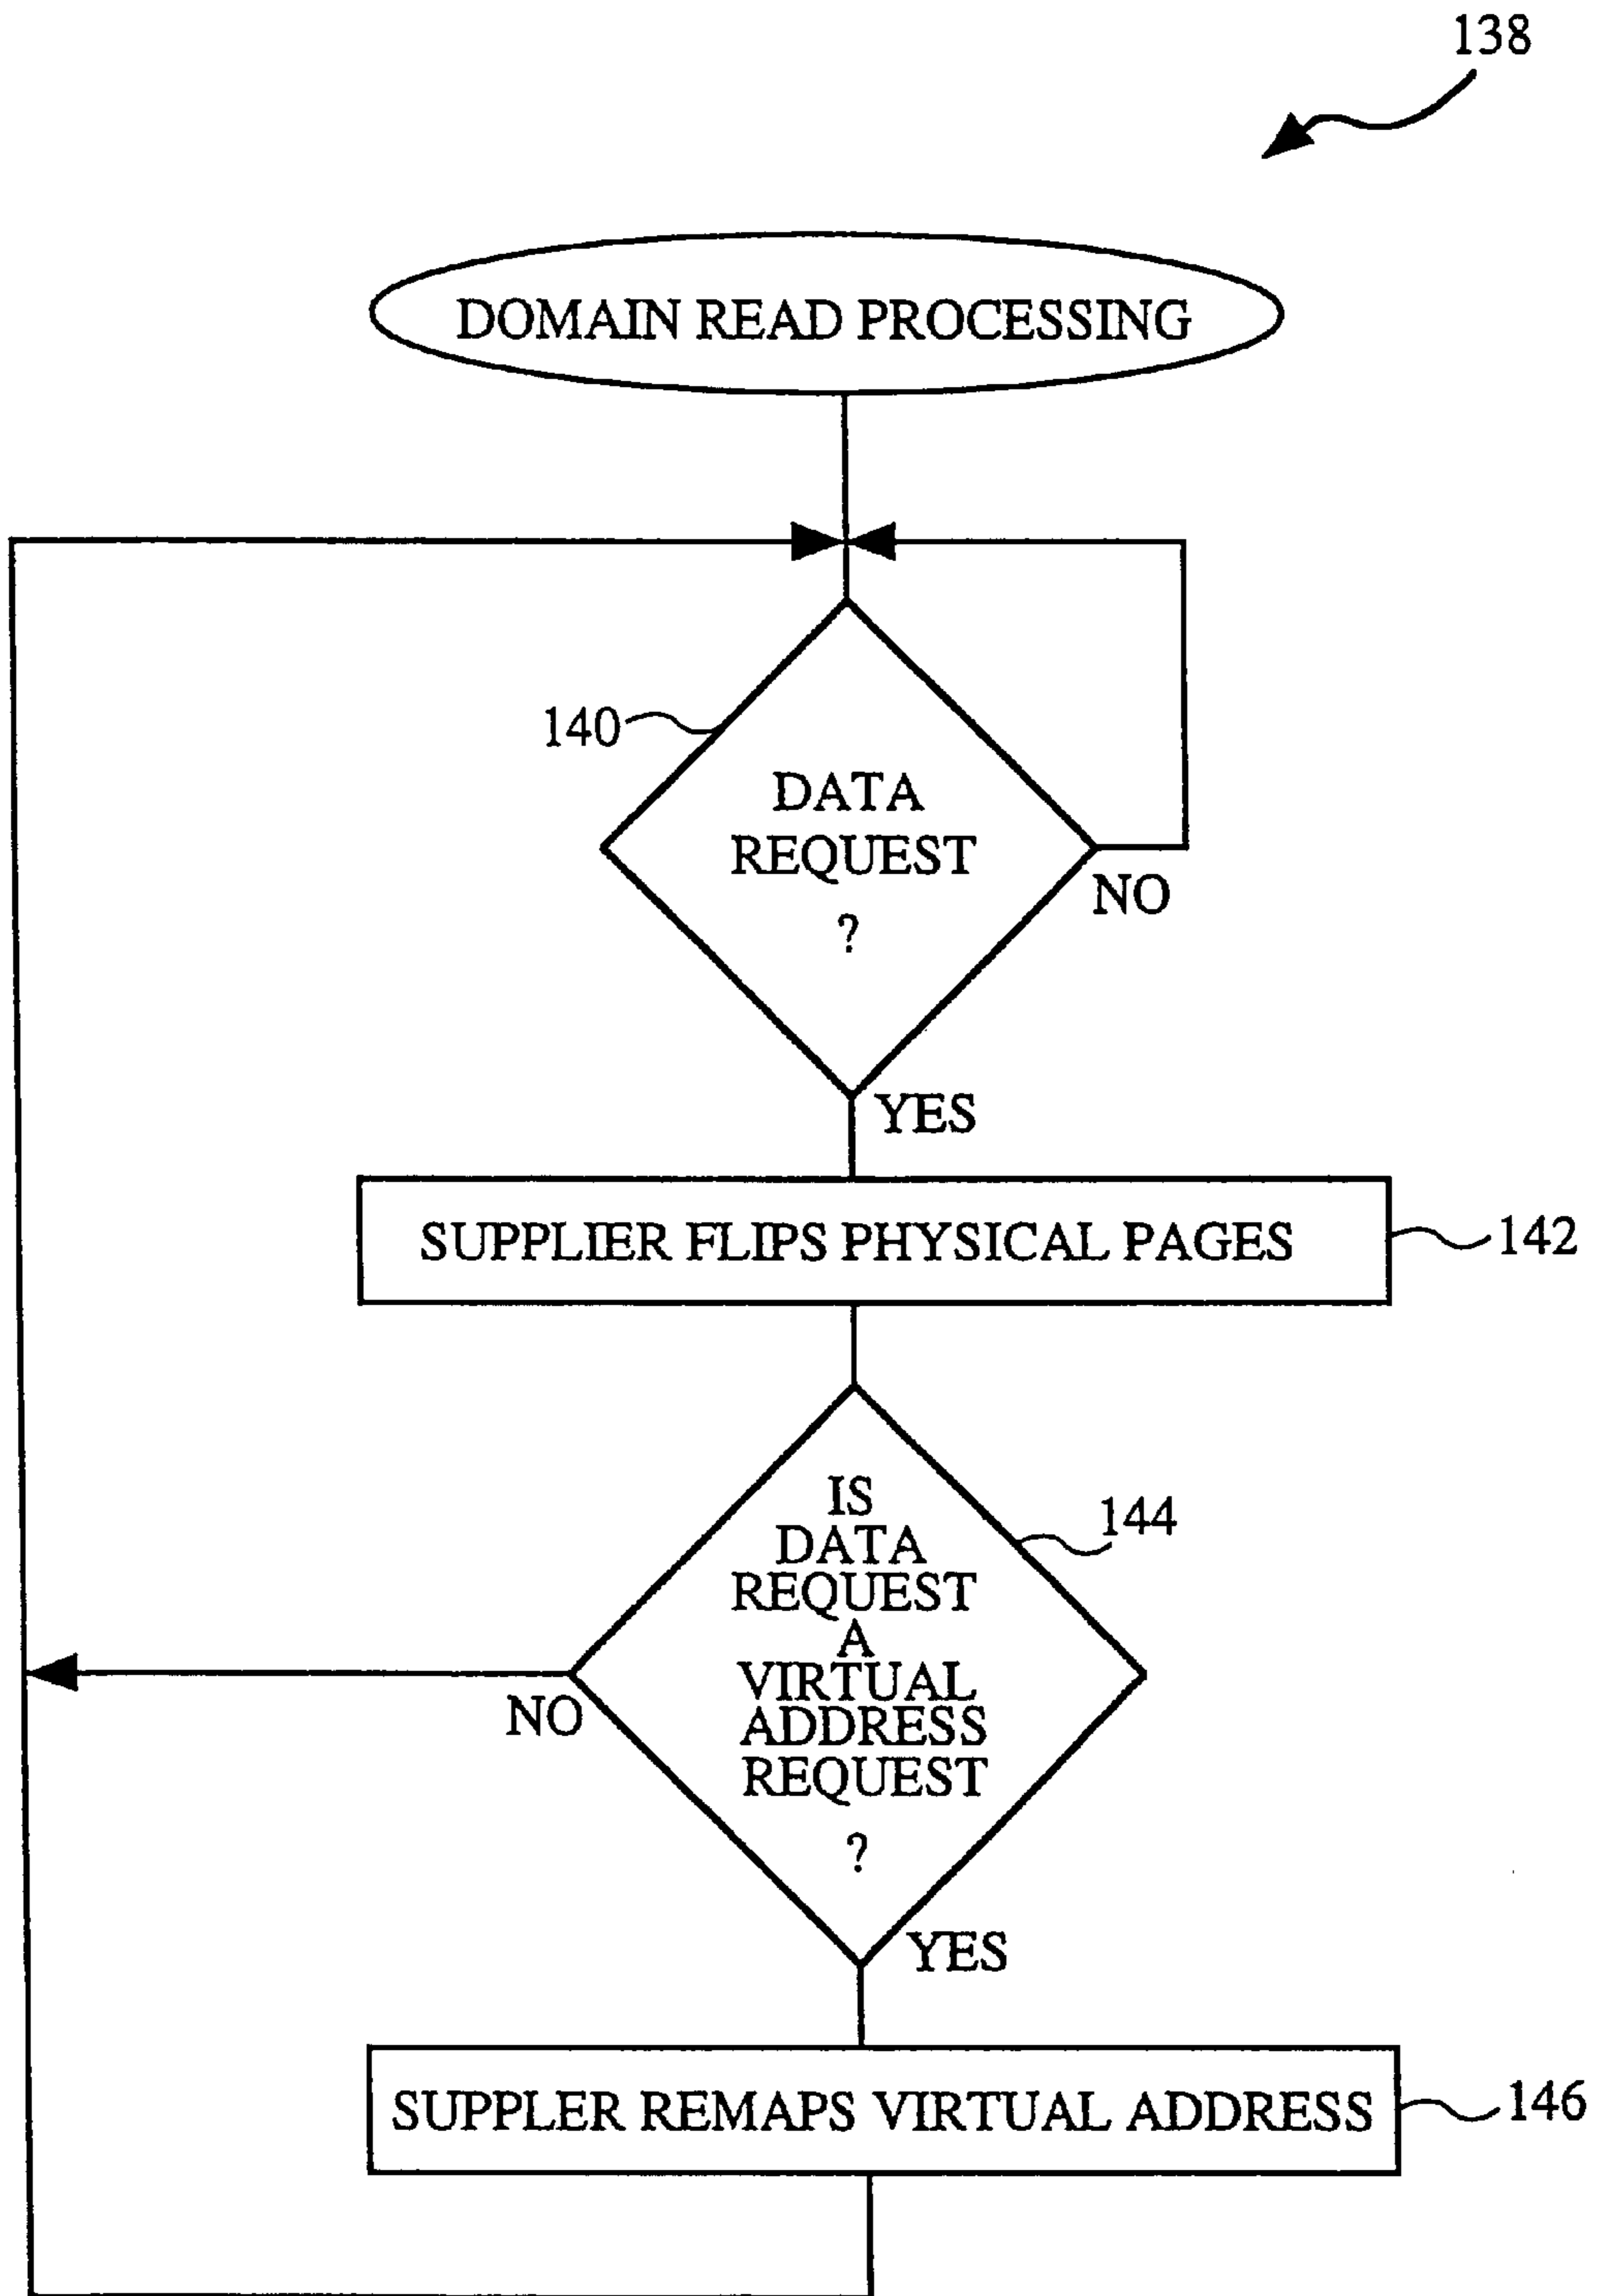 138
DOMAIN READ PROCESSING
140
DATA
REQUEST
?
NO
YES
SUPPLIER FLIPS PHYSICAL PAGES
142
IS
DATA
REQUEST
A
VIRTUAL
ADDRESS
REQUEST
?
144
NO
YES
SUPPLER REMAPS VIRTUAL ADDRESS
146